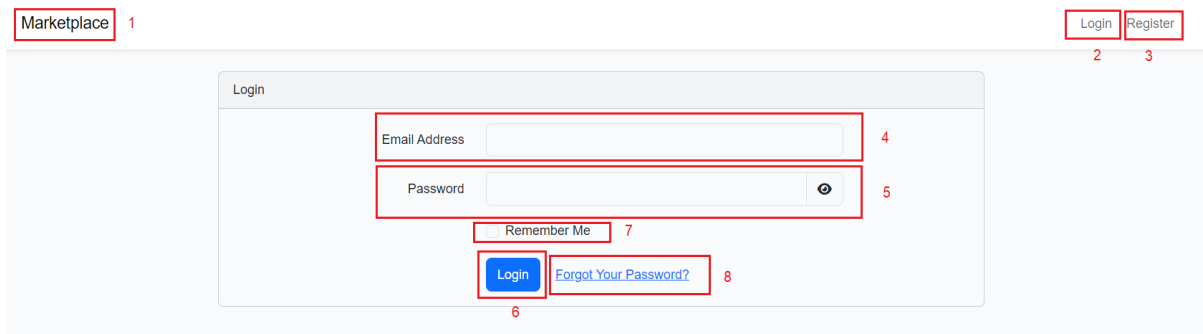 Marketplace 1 Login Register
2 3
Login
Email Address 4
Password 5
Remember Me 7
Login Forgot Your Password? 8
6